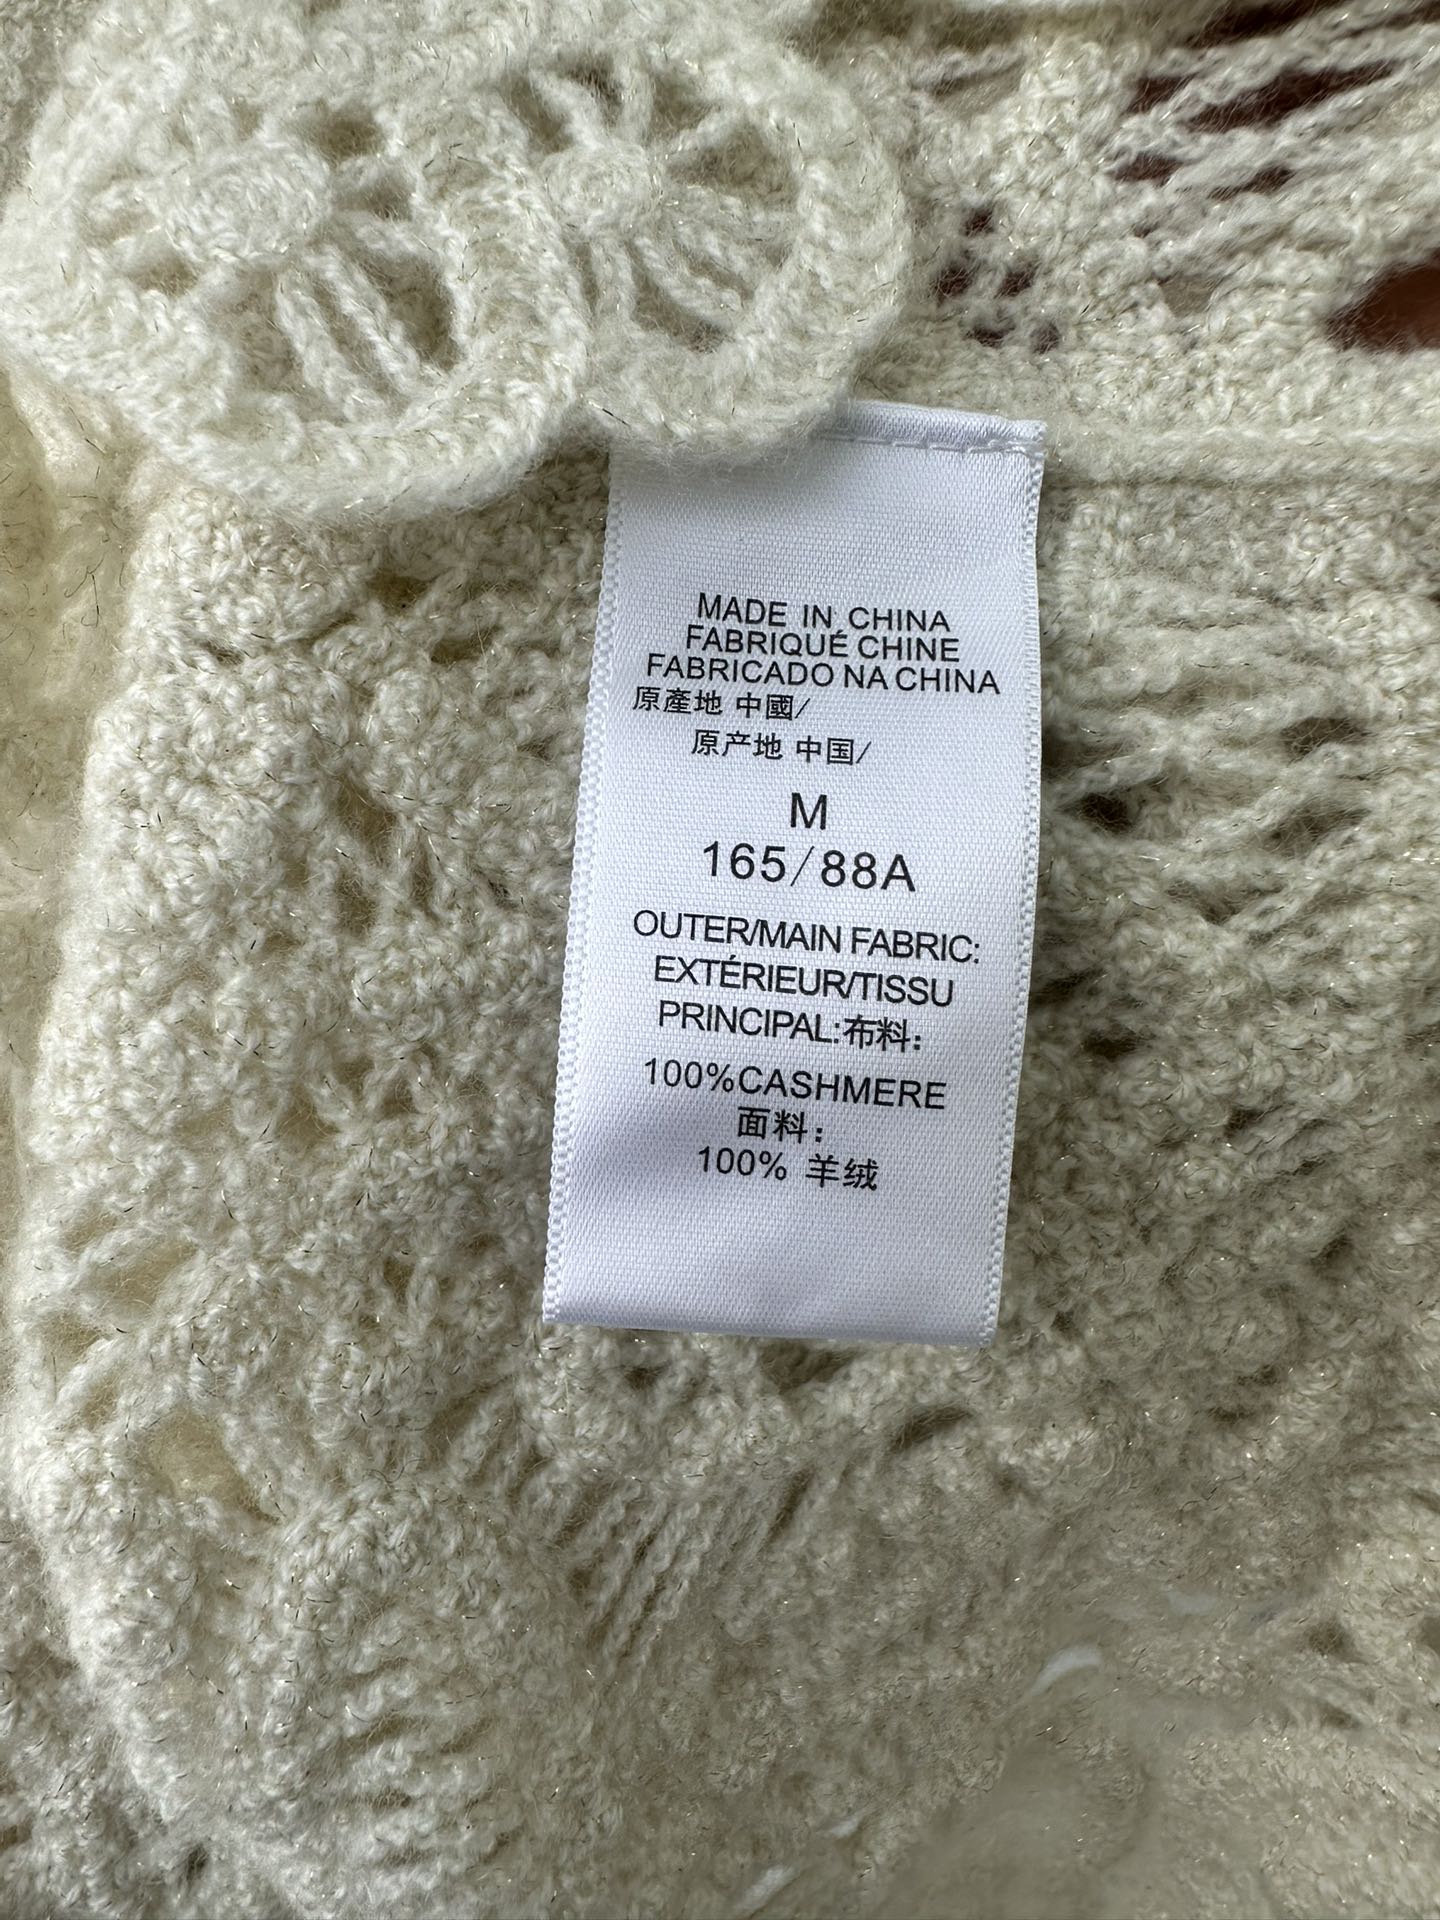 MADE IN CHINA
FABRIQUÉ CHINE
FABRICADO NA CHINA
原產地 中國/
原产地 中国/
M
165/88A
OUTER/MAIN FABRIC:
EXTÉRIEUR/TISSU
PRINCIPAL:布料:
100%CASHMERE
面料:
100% 羊绒